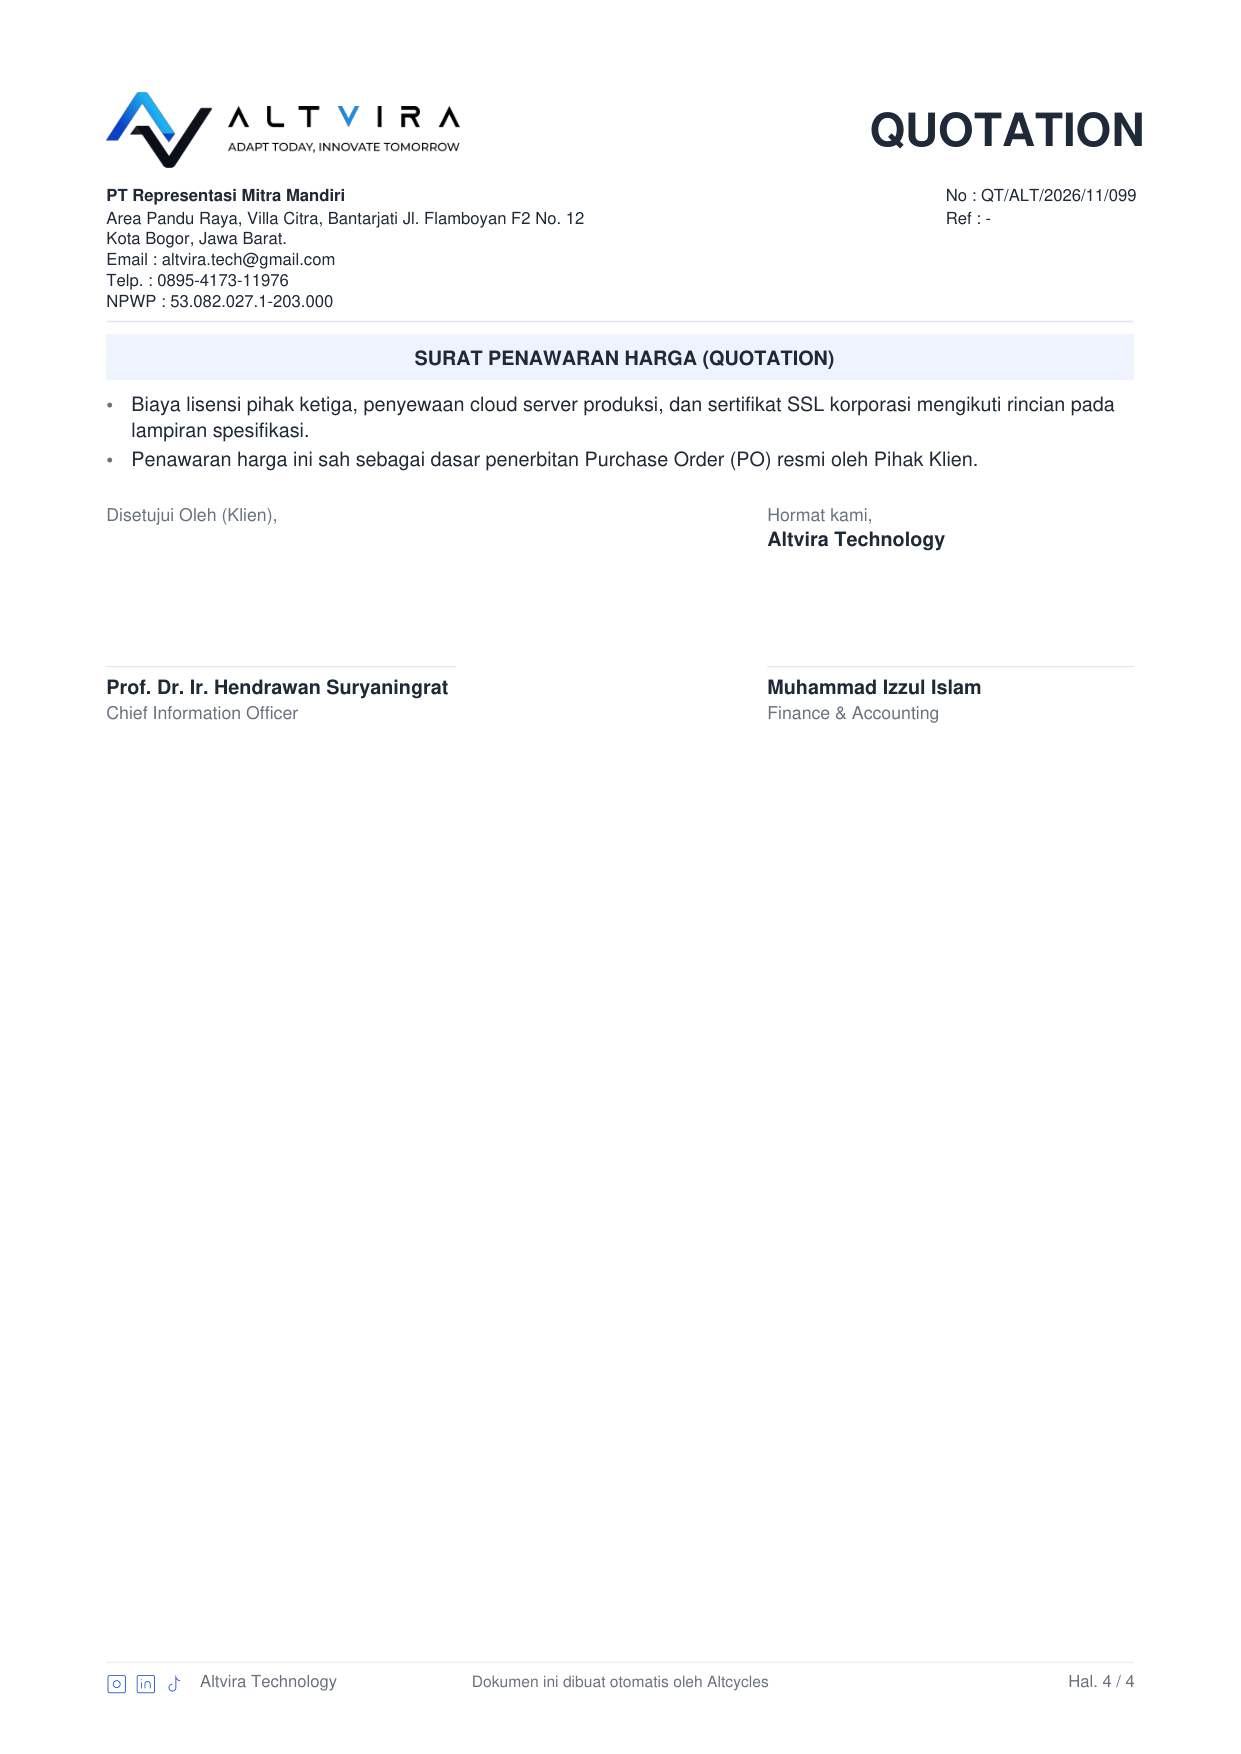 ALTVIRA
ADAPT TODAY, INNOVATE TOMORROW
QUOTATION
PT Representasi Mitra Mandiri
Area Pandu Raya, Villa Citra, Bantarjati Jl. Flamboyan F2 No. 12
Kota Bogor, Jawa Barat.
Email : altvira.tech@gmail.com
Telp. : 0895-4173-11976
NPWP : 53.082.027.1-203.000
No : QT/ALT/2026/11/099
Ref : -
SURAT PENAWARAN HARGA (QUOTATION)
• Biaya lisensi pihak ketiga, penyewaan cloud server produksi, dan sertifikat SSL korporasi mengikuti rincian pada
lampiran spesifikasi.
• Penawaran harga ini sah sebagai dasar penerbitan Purchase Order (PO) resmi oleh Pihak Klien.
Disetujui Oleh (Klien),
Hormat kami,
Altvira Technology
Prof. Dr. Ir. Hendrawan Suryaningrat
Chief Information Officer
Muhammad Izzul Islam
Finance & Accounting
Altvira Technology
Dokumen ini dibuat otomatis oleh Altcycles
Hal. 4 / 4